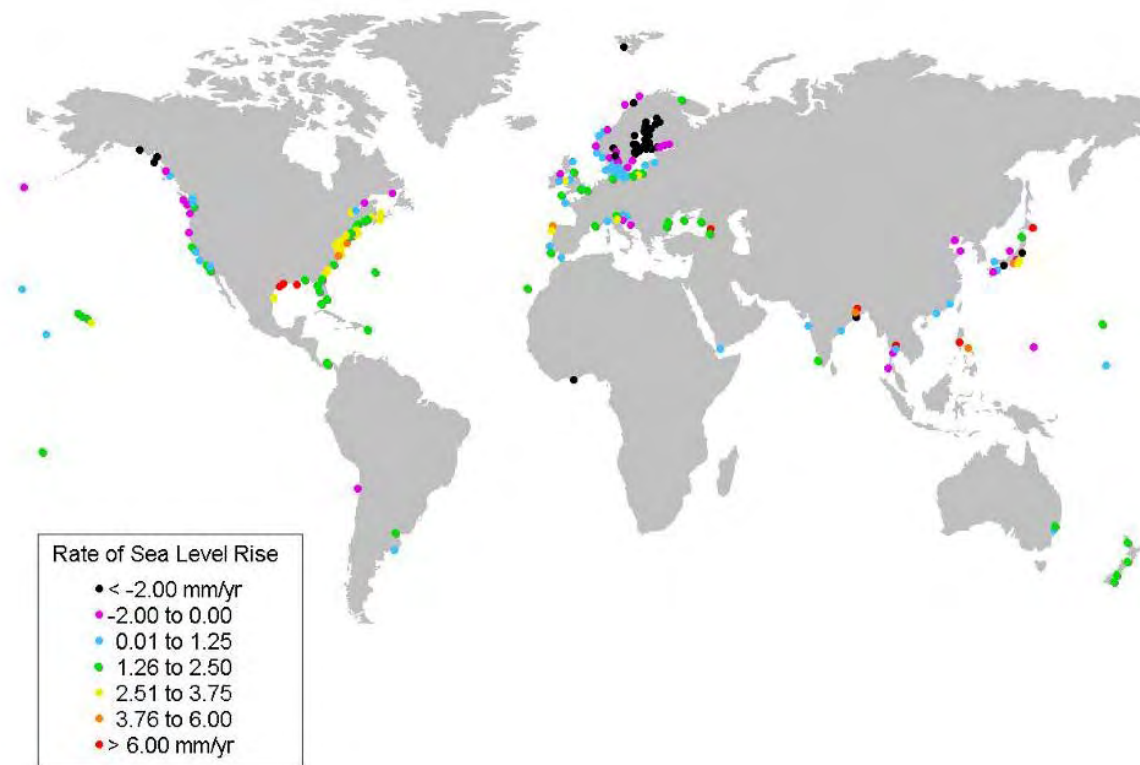 Rate of Sea Level Rise
< -2.00 mm/yr
-2.00 to 0.00
0.01 to 1.25
1.26 to 2.50
2.51 to 3.75
3.76 to 6.00
> 6.00 mm/yr